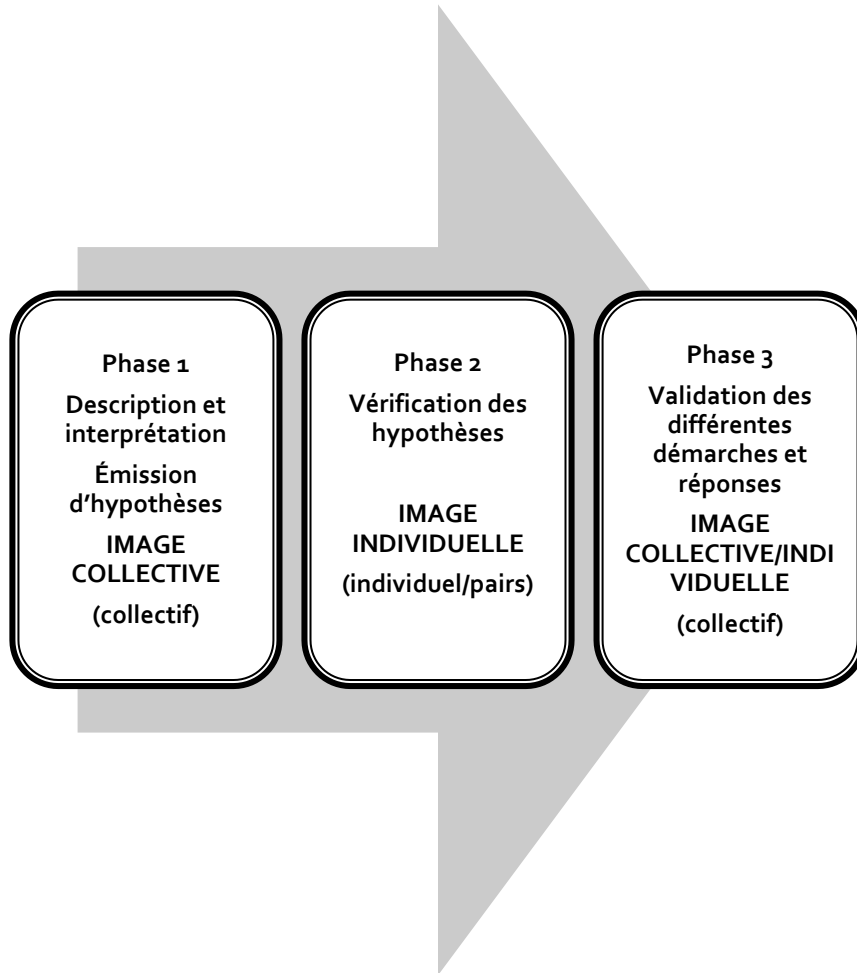 Phase 1
Description et
interprétation
Émission
d'hypothèses
IMAGE
COLLECTIVE
(collectif)
Phase 2
Vérification des
hypothèses
IMAGE
INDIVIDUELLE
(individuel/pairs)
Phase 3
Validation des
différentes
démarches et
réponses
IMAGE
COLLECTIVE/INDI
VIDUELLE
(collectif)